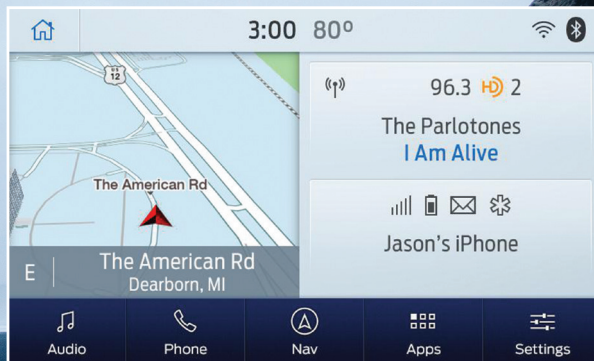 3:00 80°
U.S.
12
The American Rd
E
The American Rd
Dearborn, MI
96.3 HD 2
The Parlotones
I Am Alive
Jason's iPhone
Audio
Phone
Nav
Apps
Settings